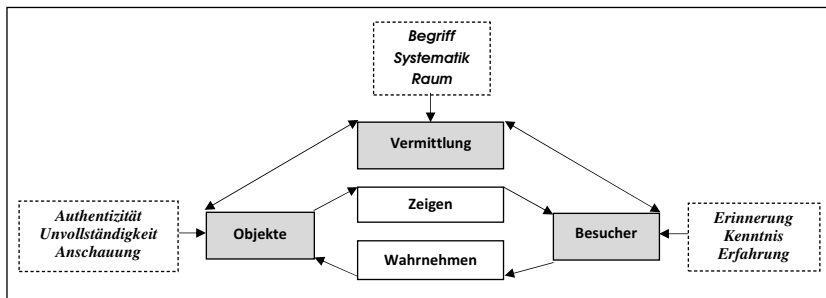 Begriff
Systematik
Raum
Vermittlung
Authentizität
Unvollständigkeit
Anschauung
Objekte
Zeigen
Wahrnehmen
Besucher
Erinnerung
Kenntnis
Erfahrung